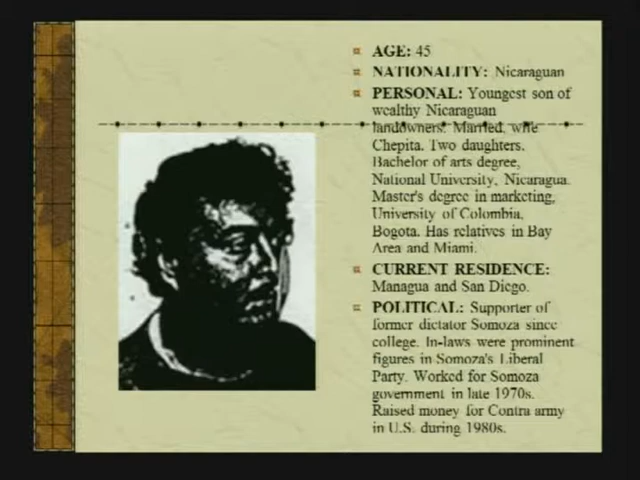 AGE: 45
NATIONALITY: Nicaraguan
PERSONAL: Youngest son of
wealthy Nicaraguan
landowners. Married, wife
Chepita. Two daughters.
Bachelor of arts degree,
National University, Nicaragua.
Master's degree in marketing,
University of Colombia,
Bogota. Has relatives in Bay
Area and Miami.
CURRENT RESIDENCE:
Managua and San Diego.
POLITICAL: Supporter of
former dictator Somoza since
college. In-laws were prominent
figures in Somoza's Liberal
Party. Worked for Somoza
government in late 1970s.
Raised money for Contra army
in U.S. during 1980s.